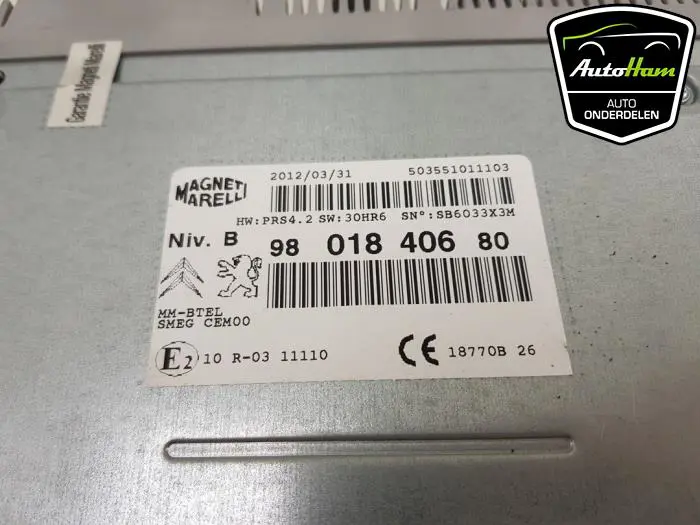 AutoHam
AUTO
ONDERDELEN
Garantie Magneti Marelli
MAGNETI
MARELLI
2012/03/31 503551011103
HW:PRS4.2 SW:30HR6 SN°:SB6033X3M
Niv. B 98 018 406 80
MM-BTEL
SMEG CEM00
E2 10 R-03 11110 CE 18770B 26